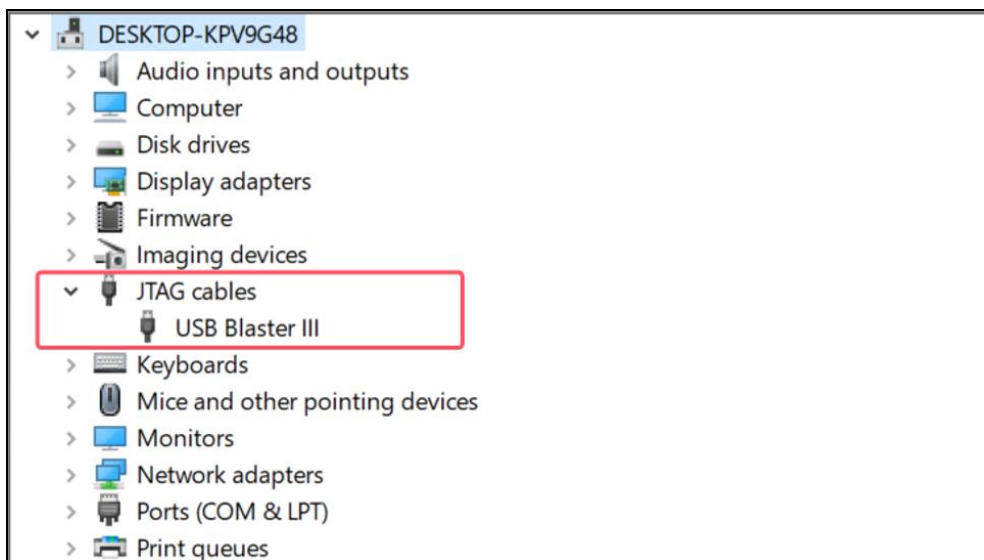 DESKTOP-KPV9G48
Audio inputs and outputs
Computer
Disk drives
Display adapters
Firmware
Imaging devices
JTAG cables
USB Blaster III
Keyboards
Mice and other pointing devices
Monitors
Network adapters
Ports (COM & LPT)
Print queues